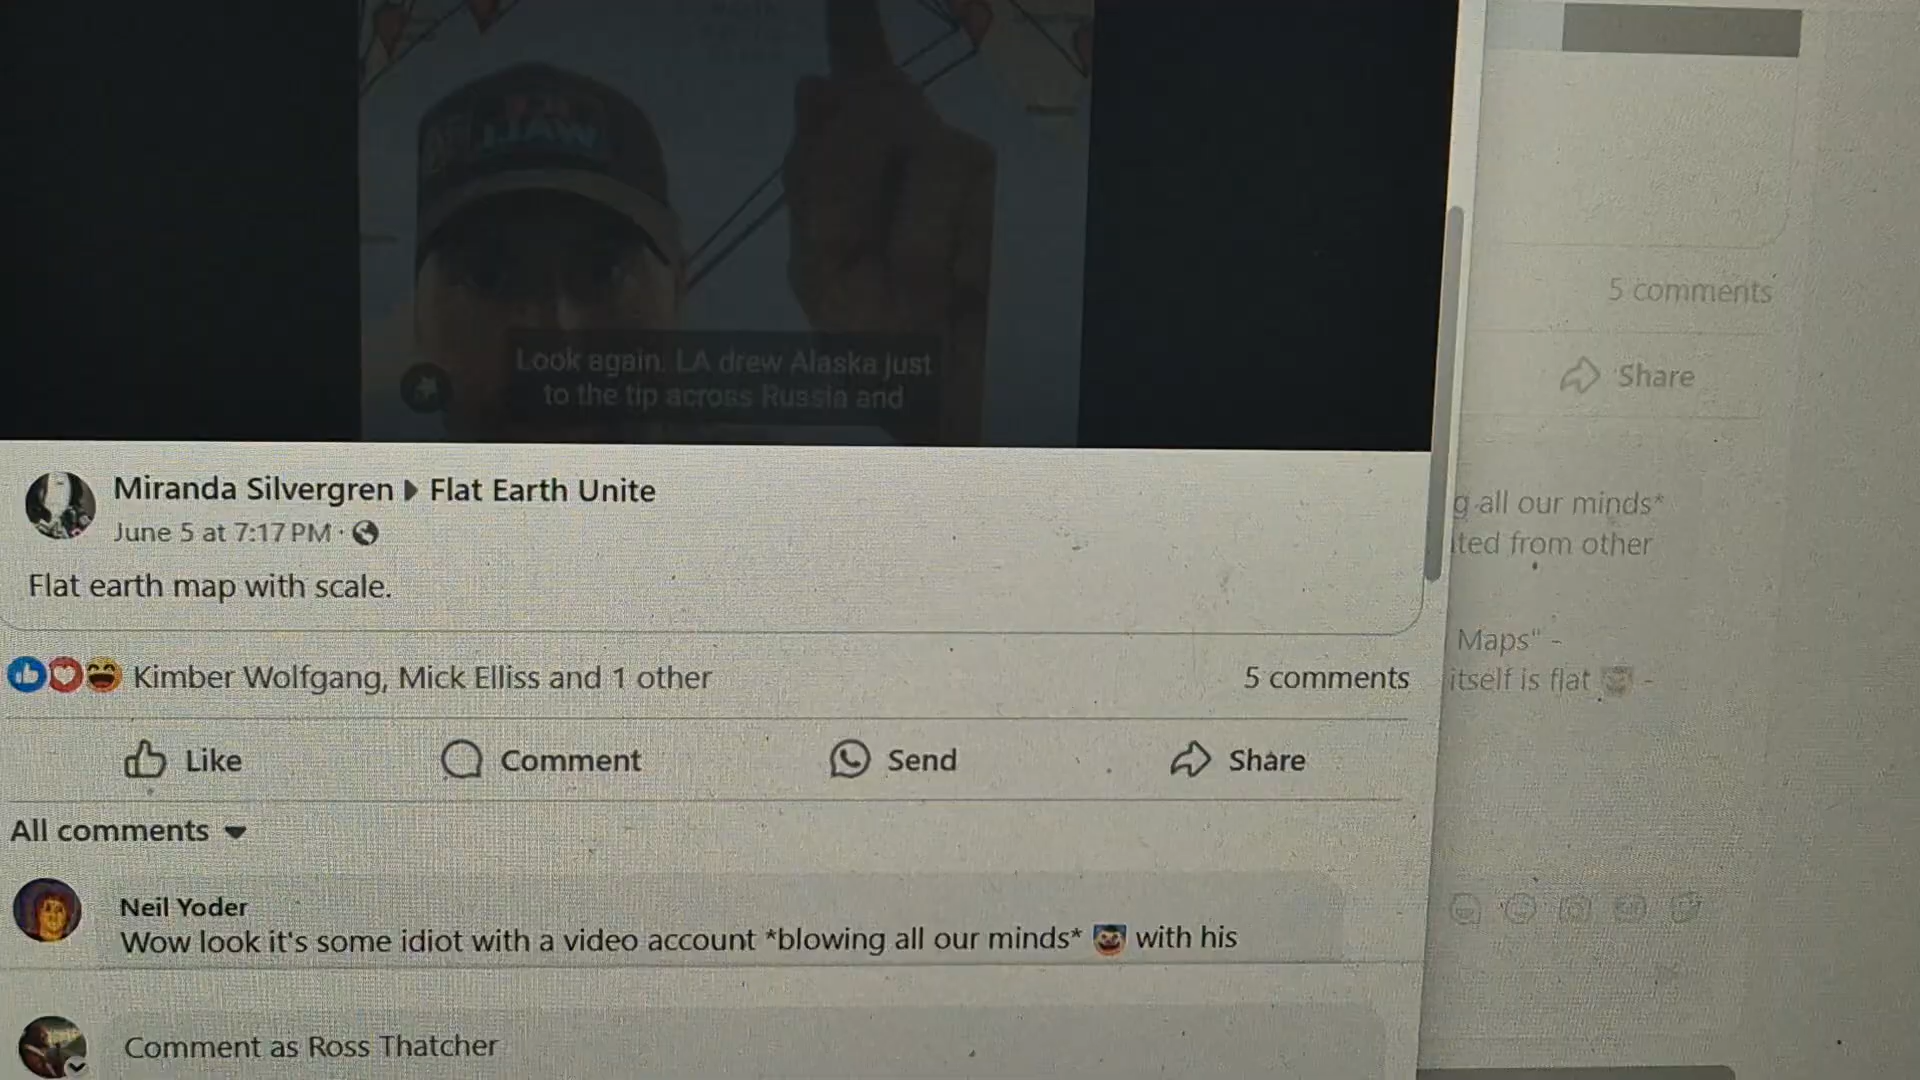 WALL
Look again. LA drew Alaska just
to the tip across Russia and
Miranda Silvergren Flat Earth Unite
June 5 at 7:17 PM ·
Flat earth map with scale.
Kimber Wolfgang, Mick Elliss and 1 other
5 comments
Like
Comment
Send
Share
All comments
Neil Yoder
Wow look it's some idiot with a video account *blowing all our minds* 🤡 with his
Comment as Ross Thatcher
5 comments
Share
g all our minds*
ted from other
Maps" -
itself is flat 🤡 -